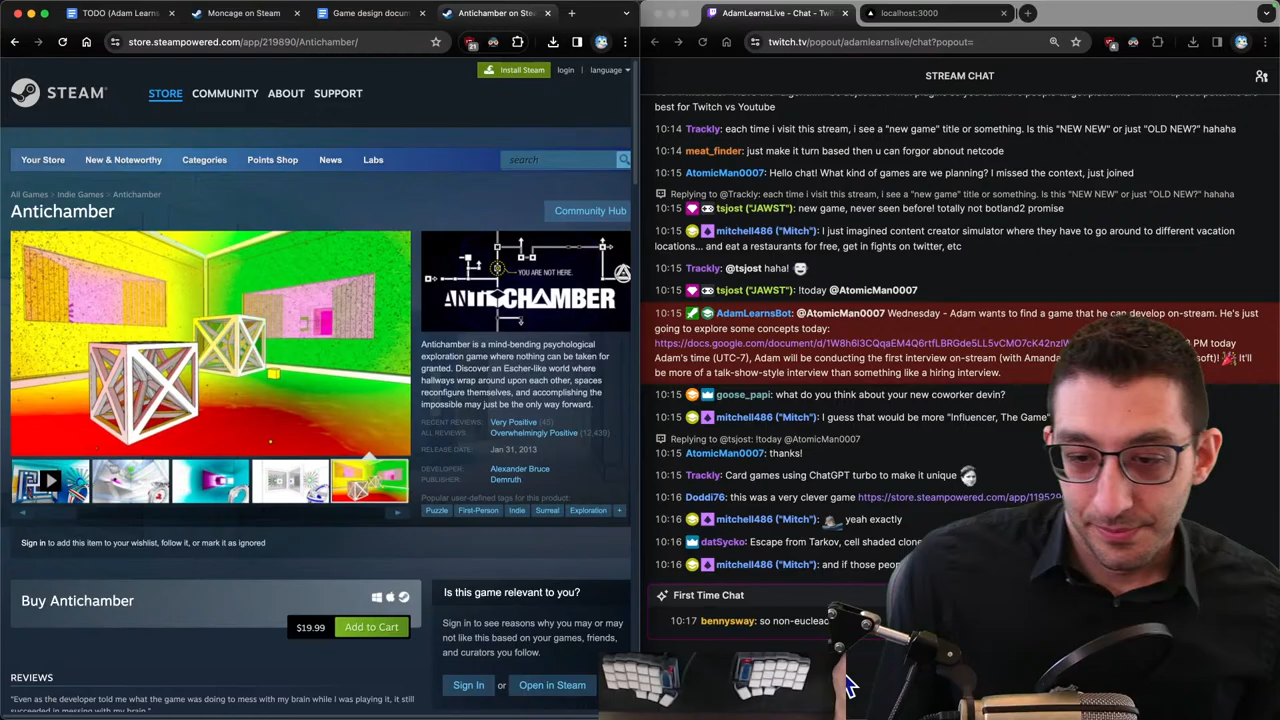 TODO (Adam Learns
Moncage on Steam
Game design docum
Antichamber on Ste
AdamLearnsLive - Chat - Twit
localhost:3000
store.steampowered.com/app/219890/Antichamber/
21
twitch.tv/popout/adamlearnslive/chat?popout=
4
Install Steam
login
language
STEAM
STORE
COMMUNITY
ABOUT
SUPPORT
Your Store
New & Noteworthy
Categories
Points Shop
News
Labs
search
All Games > Indie Games > Antichamber
Antichamber
Community Hub
YOU ARE NOT HERE.
ANTICHAMBER
Antichamber is a mind-bending psychological
exploration game where nothing can be taken for
granted. Discover an Escher-like world where
hallways wrap around upon each other, spaces
reconfigure themselves, and accomplishing the
impossible may just be the only way forward.
RECENT REVIEWS: Very Positive (45)
ALL REVIEWS: Overwhelmingly Positive (12,439)
RELEASE DATE: Jan 31, 2013
DEVELOPER: Alexander Bruce
PUBLISHER: Demruth
Popular user-defined tags for this product:
Puzzle
First-Person
Indie
Surreal
Exploration
+
Sign in to add this item to your wishlist, follow it, or mark it as ignored
Buy Antichamber
$19.99
Add to Cart
Is this game relevant to you?
Sign in to see reasons why you may or may
not like this based on your games, friends,
and curators you follow.
Sign In
or
Open in Steam
REVIEWS
"Even as the developer told me what the game was doing to mess with my brain while I was playing it, it still
succeeded in messing with my brain."
STREAM CHAT
best for Twitch vs Youtube
10:14 Trackly: each time i visit this stream, i see a "new game" title or something. Is this "NEW NEW" or just "OLD NEW?" hahaha
10:14 meat_finder: just make it turn based then u can forgor abnout netcode
10:15 AtomicMan0007: Hello chat! What kind of games are we planning? I missed the context, just joined
Replying to @Trackly: each time i visit this stream, i see a "new game" title or something. Is this "NEW NEW" or just "OLD NEW?" hahaha
10:15 tsjost ("JAWST"): new game, never seen before! totally not botland2 promise
10:15 mitchell486 ("Mitch"): I just imagined content creator simulator where they have to go around to different vacation
locations... and eat a restaurants for free, get in fights on twitter, etc
10:15 Trackly: @tsjost haha!
10:15 tsjost ("JAWST"): !today @AtomicMan0007
10:15 AdamLearnsBot: @AtomicMan0007 Wednesday - Adam wants to find a game that he can develop on-stream. He's just
going to explore some concepts today:
PM today
Adam's time (UTC-7), Adam will be conducting the first interview on-stream (with Amanda
soft)! It'll
be more of a talk-show-style interview than something like a hiring interview.
10:15 goose_papi: what do you think about your new coworker devin?
10:15 mitchell486 ("Mitch"): I guess that would be more "Influencer, The Game"
Replying to @tsjost: !today @AtomicMan0007
10:15 AtomicMan0007: thanks!
10:15 Trackly: Card games using ChatGPT turbo to make it unique
10:16 Doddi76: this was a very clever game https://store.steampowered.com/app/119529
10:16 mitchell486 ("Mitch"): yeah exactly
10:16 datSycko: Escape from Tarkov, cell shaded clone
10:16 mitchell486 ("Mitch"): and if those
First Time Chat
10:17 bennysway: so